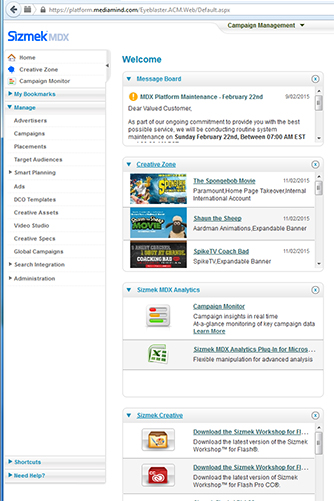 https://platform.mediamind.com/Eyeblaster.ACM.Web/Default.aspx
Campaign Management
Sizmek MDX
Home
Creative Zone
Campaign Monitor
My Bookmarks
Manage
Advertisers
Campaigns
Placements
Target Audiences
Smart Planning
Ads
DCO Templates
Creative Assets
Video Studio
Creative Specs
Global Campaigns
Search Integration
Administration
Shortcuts
Need Help?
Welcome
Message Board
MDX Platform Maintenance - February 22nd 9/02/2015
Dear Valued Customer,
As part of our ongoing commitment to provide you with the best
possible service, we will be conducting routine system
maintenance on Sunday February 22nd, Between 07:00 AM EST
Creative Zone
The Spongebob Movie 11/02/2015
Paramount,Home Page Takeover,Internal
International Account
Shaun the Sheep 11/02/2015
Aardman Animations,Expandable Banner
SpikeTV Coach Bad 11/02/2015
SpikeTV,Expandable Banner
Sizmek MDX Analytics
Campaign Monitor
Campaign insights in real time
At-a-glance monitoring of key campaign data
Learn More
Sizmek MDX Analytics Plug-In for Micros...
Flexible manipulation for advanced analysis
Sizmek Creative
Download the Sizmek Workshop for Fl...
Download the latest version of the Sizmek
Workshop™ for Flash®.
Download the Sizmek Workshop for Fl...
Download the latest version of the Sizmek
Workshop™ for Flash Pro CC®.